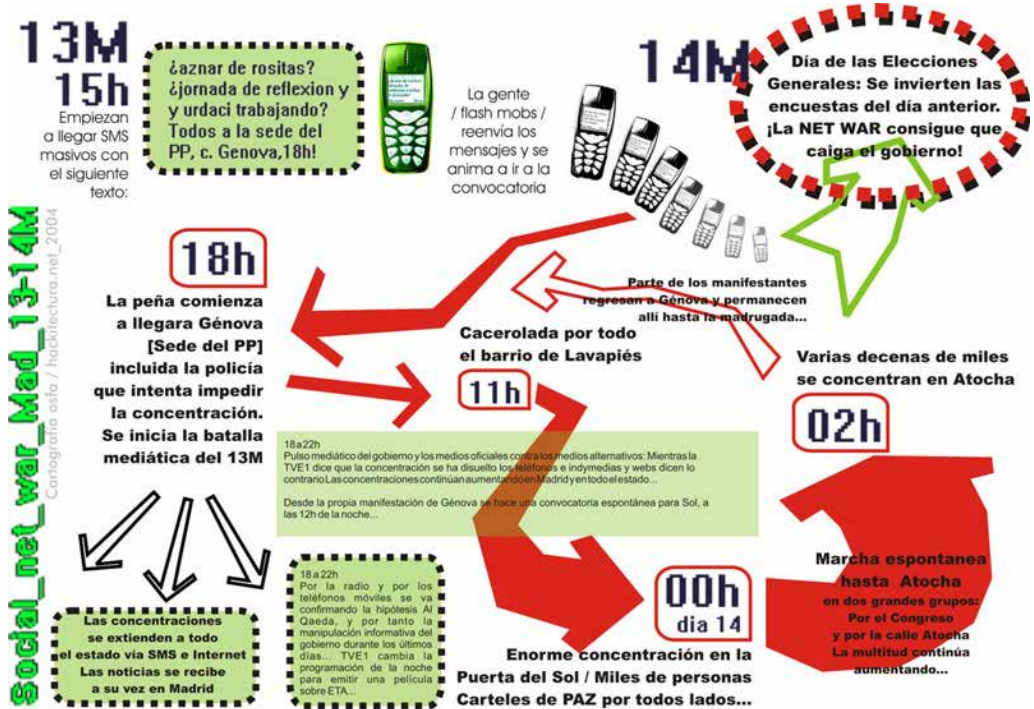 13M
15h
Empiezan
a llegar SMS
masivos con
el siguiente
texto:
¿aznar de rositas?
¿jornada de reflexion y
y urdaci trabajando?
Todos a la sede del
PP, c. Genova,18h!
La gente
/ flash mobs /
reenvía los
mensajes y se
anima a ir a la
convocatoria
14M
Día de las Elecciones
Generales: Se invierten las
encuestas del día anterior.
¡La NET WAR consigue que
caiga el gobierno!
Social_net_war_Mad_13-14M
Cartografía osfa / hackitectura.net_2004
18h
La peña comienza
a llegara Génova
[Sede del PP]
incluida la policía
que intenta impedir
la concentración.
Se inicia la batalla
mediática del 13M
Parte de los manifestantes
regresan a Génova y permanecen
allí hasta la madrugada...
Cacerolada por todo
el barrio de Lavapiés
11h
Varias decenas de miles
se concentran en Atocha
02h
18a22h
Pulso mediático del gobierno y los medios oficiales contra los medios alternativos: Mientras la
TVE1 dice que la concentración se ha disuelto los teléfonos e indymedias y webs dicen lo
contrario Las concentraciones continúan aumentando en Madrid y en todo el estado...
Desde la propia manifestación de Génova se hace una convocatoria espontánea para Sol, a
las 12h de la noche...
Las concentraciones
se extienden a todo
el estado vía SMS e Internet
Las noticias se recibe
a su vez en Madrid
18 a 22h
Por la radio y por los
teléfonos móviles se va
confirmando la hipótesis Al
Qaeda, y por tanto la
manipulación informativa del
gobierno durante los últimos
días... TVE1 cambia la
programación de la noche
para emitir una película
sobre ETA...
00h
dia 14
Enorme concentración en la
Puerta del Sol / Miles de personas
Carteles de PAZ por todos lados...
Marcha espontanea
hasta Atocha
en dos grandes grupos:
Por el Congreso
y por la calle Atocha
La multitud continúa
aumentando...